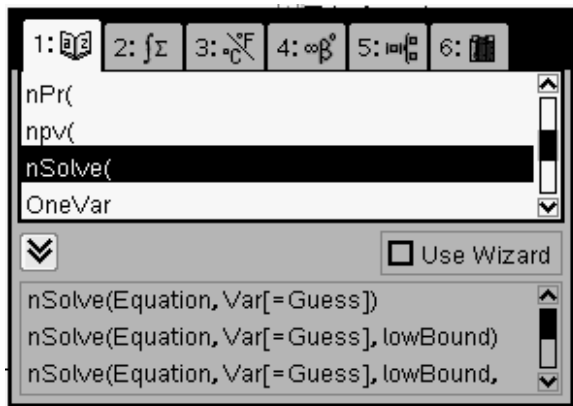 1: 2: ∫Σ 3: °C°F 4: ∞β° 5: 6:
nPr(
npv(
nSolve(
OneVar
Use Wizard
nSolve(Equation, Var[=Guess])
nSolve(Equation, Var[=Guess], lowBound)
nSolve(Equation, Var[=Guess], lowBound,